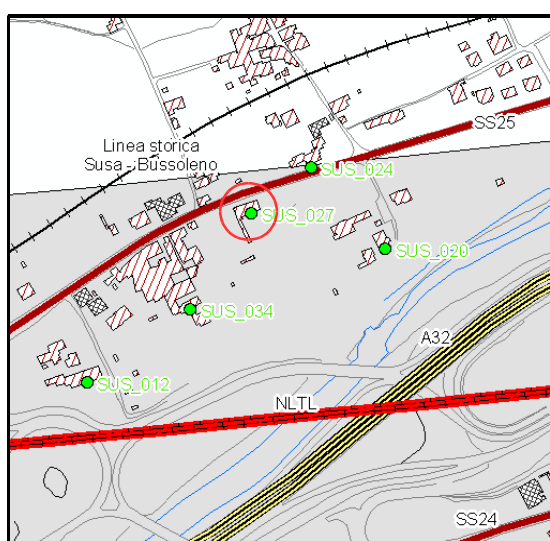 SS25
Linea storica
Susa - Bussoleno
SUS_024
SUS_027
SUS_020
SUS_034
A32
SUS_012
NLTL
SS24